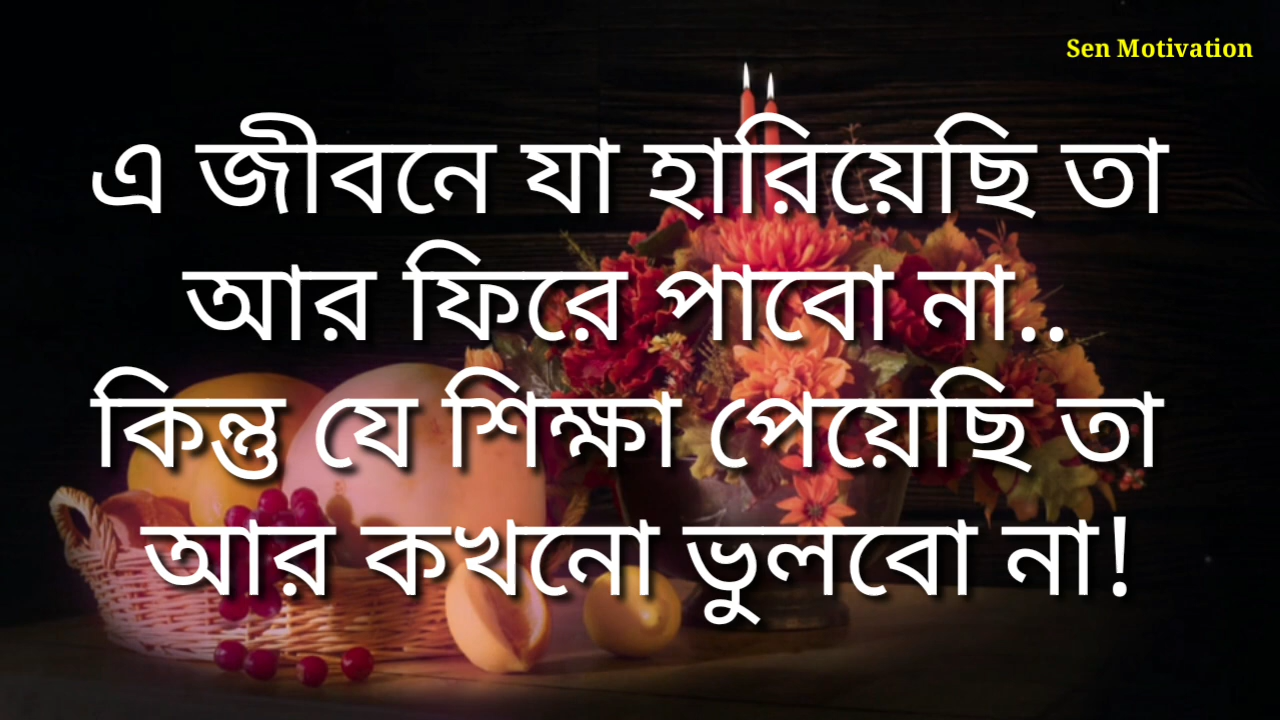 Sen Motivation
এ জীবনে যা হারিয়েছি তা
আর ফিরে পাবো না..
কিন্তু যে শিক্ষা পেয়েছি তা
আর কখনো ভুলবো না!